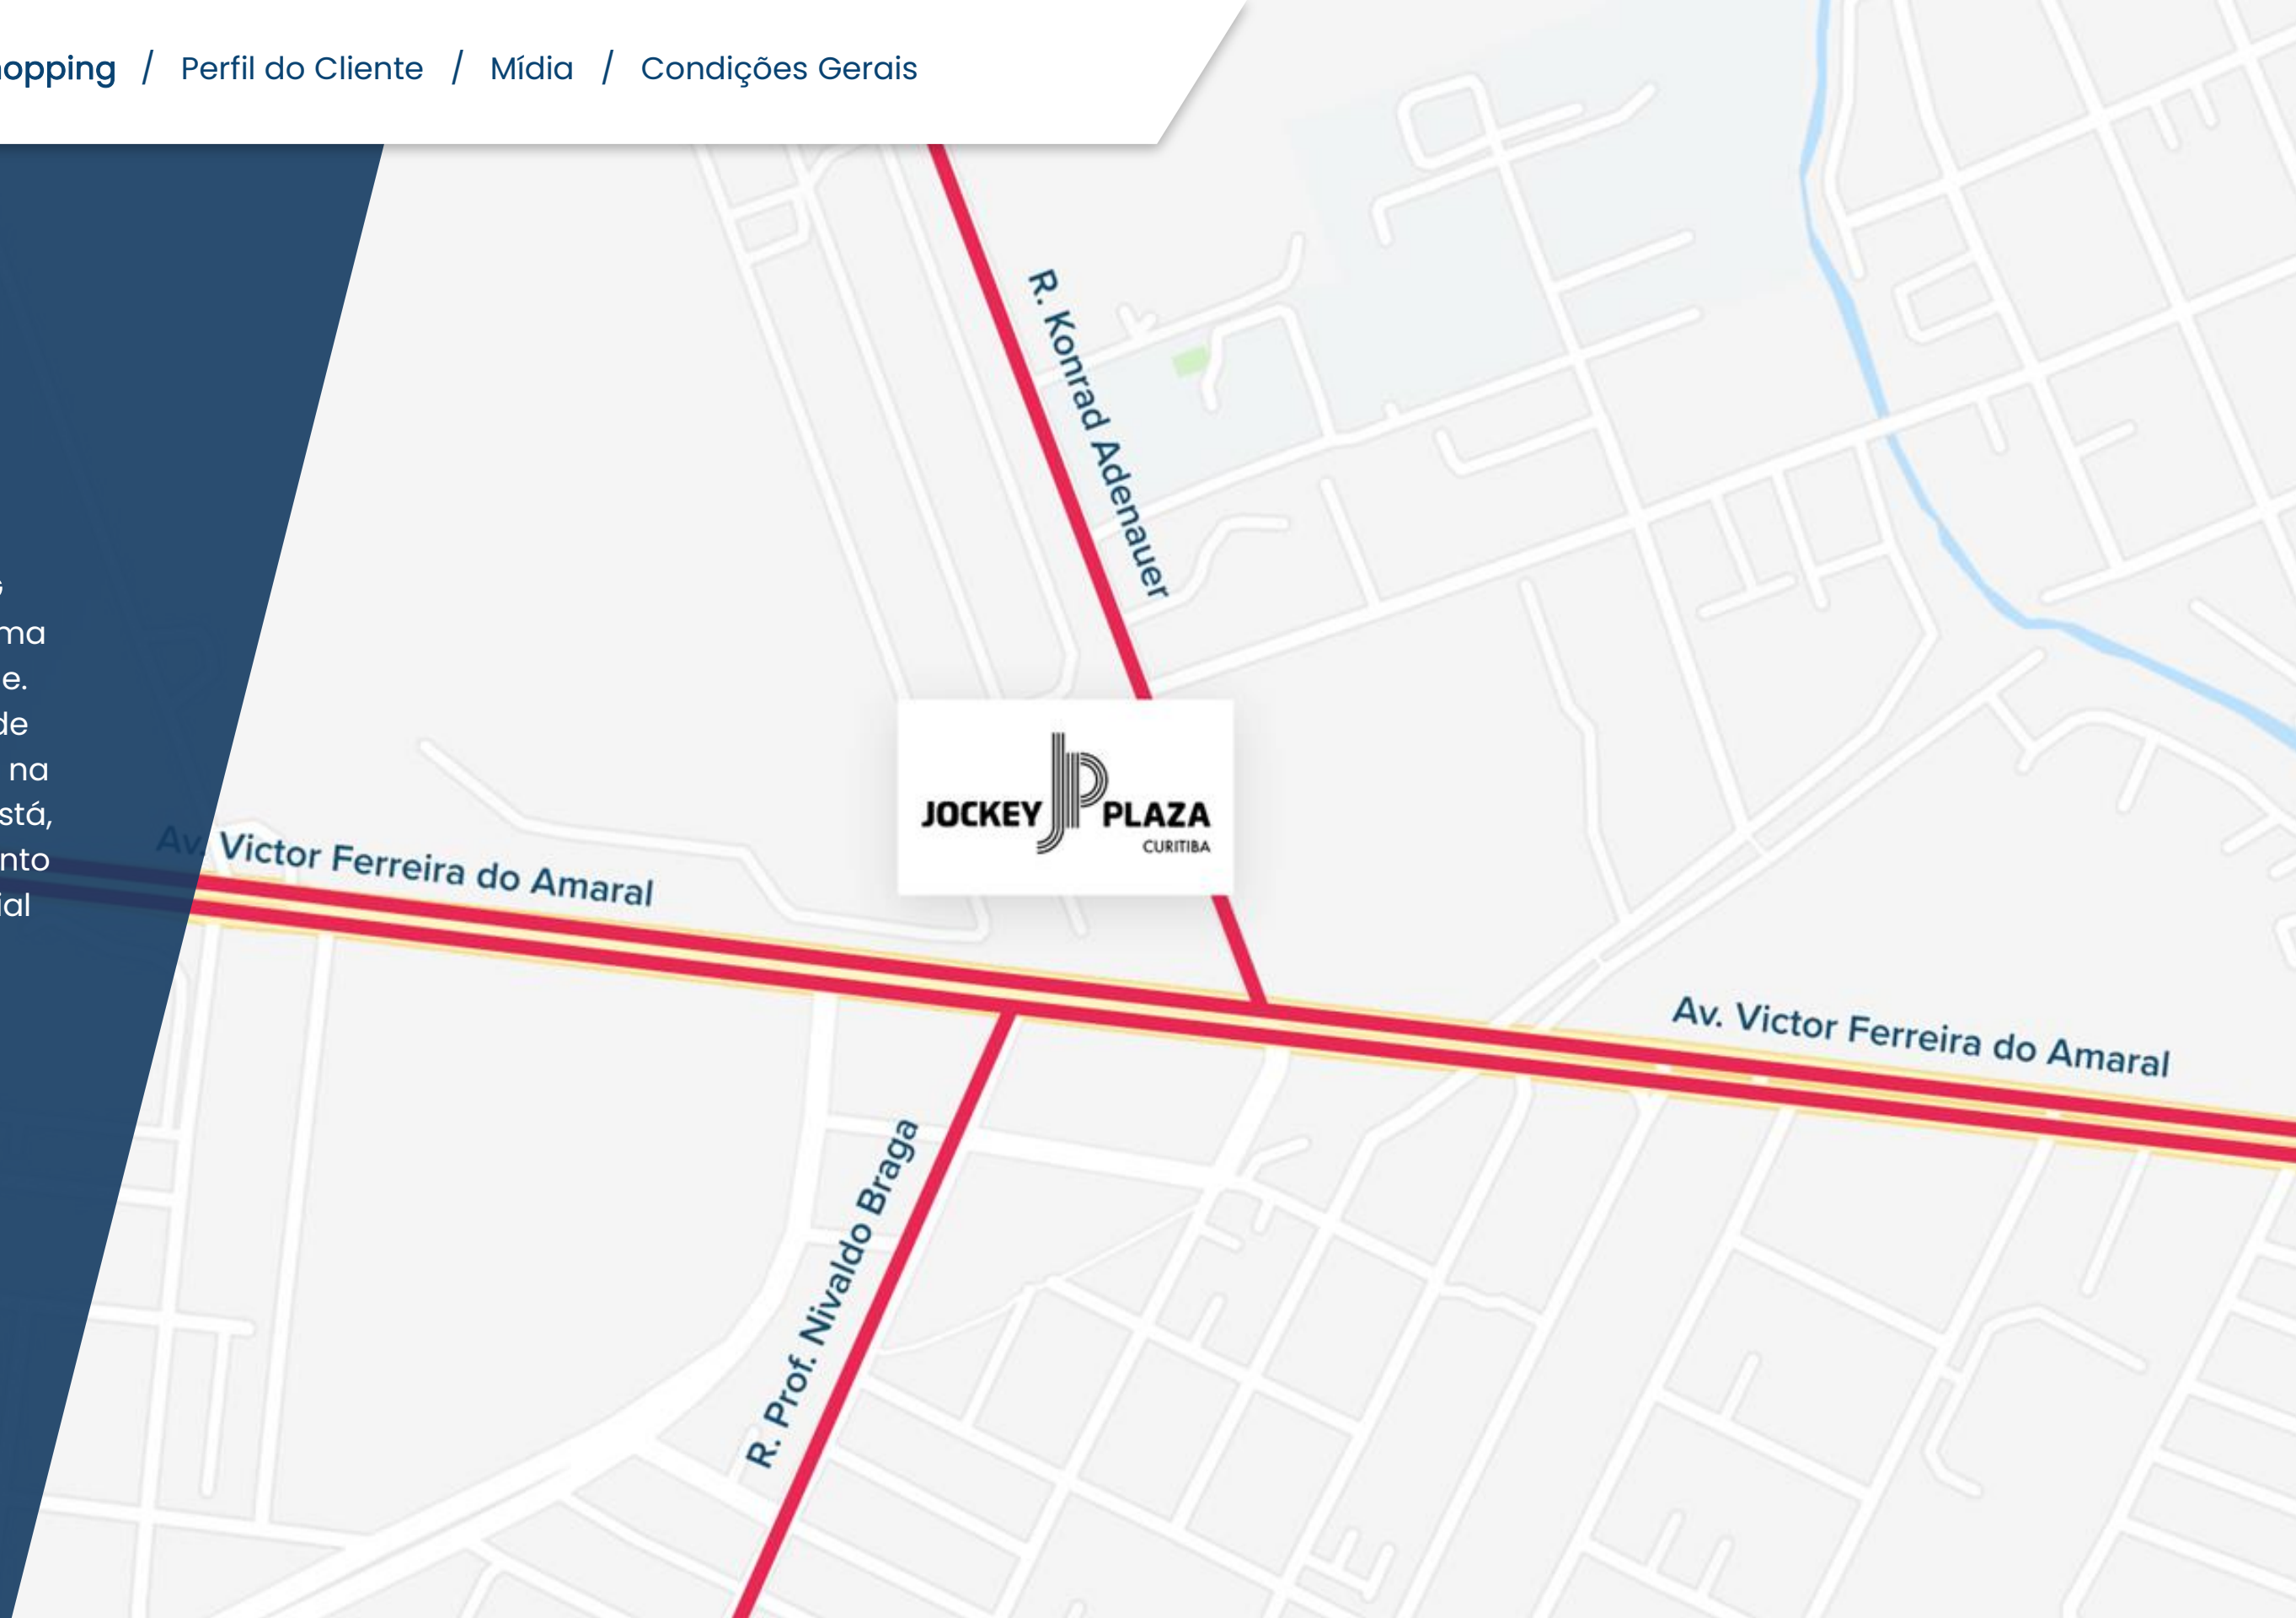 opping / Perfil do Cliente / Mídia / Condições Gerais
ma
e.
de
na
stá,
nto
ial
R. Konrad Adenauer
JOCKEY JP PLAZA
CURITIBA
Av. Victor Ferreira do Amaral
Av. Victor Ferreira do Amaral
R. Prof. Nivaldo Braga